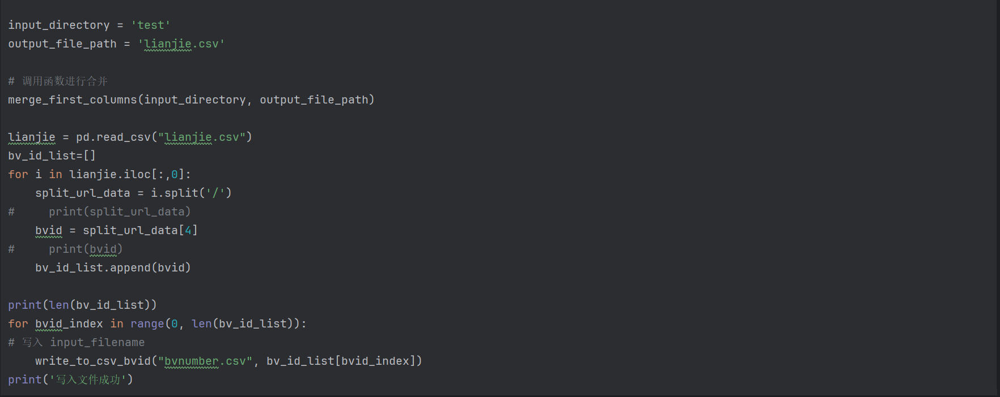 input_directory = 'test'
output_file_path = 'lianjie.csv'
# 调用函数进行合并
merge_first_columns(input_directory, output_file_path)
lianjie = pd.read_csv("lianjie.csv")
bv_id_list=[]
for i in lianjie.iloc[:,0]:
    split_url_data = i.split('/')
#     print(split_url_data)
    bvid = split_url_data[4]
#     print(bvid)
    bv_id_list.append(bvid)
print(len(bv_id_list))
for bvid_index in range(0, len(bv_id_list)):
# 写入 input_filename
    write_to_csv_bvid("bvnumber.csv", bv_id_list[bvid_index])
print('写入文件成功')